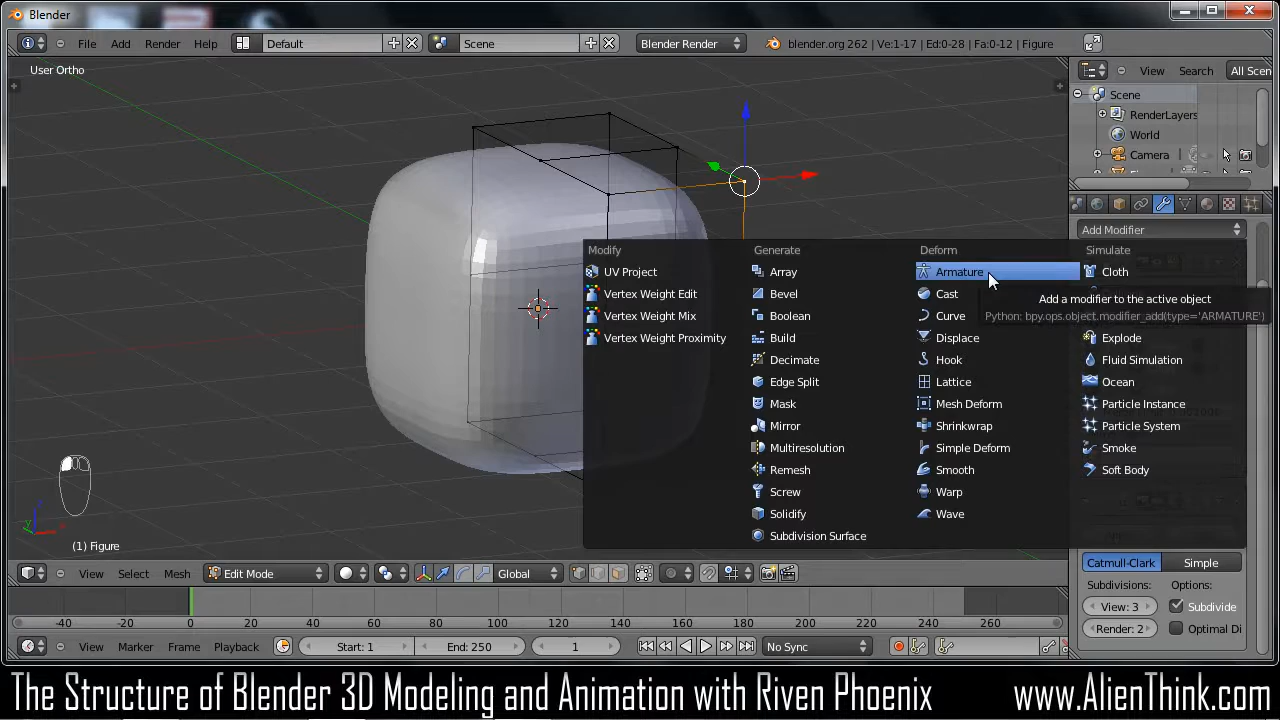 Blender
File Add Render Help Default Scene Blender Render blender.org 262 | Ve:1-17 | Ed:0-28 | Fa:0-12 | Figure
User Ortho
View Search All Scen
Scene
RenderLayers
World
Camera
Add Modifier
Modify Generate Deform Simulate
UV Project Array Armature Cloth
Vertex Weight Edit Bevel Cast
Add a modifier to the active object
Vertex Weight Mix Boolean Curve Python: bpy.ops.object.modifier_add(type='ARMATURE')
Vertex Weight Proximity Build Displace Explode
Decimate Hook Fluid Simulation
Edge Split Lattice Ocean
Mask Mesh Deform Particle Instance
Mirror Shrinkwrap Particle System
Multiresolution Simple Deform Smoke
Remesh Smooth Soft Body
Screw Warp
Solidify Wave
Subdivision Surface
(1) Figure
Catmull-Clark Simple
View Select Mesh Edit Mode Global
Subdivisions: Options:
View: 3 Subdivide
-40 -20 0 20 40 60 80 100 120 140 160 180 200 220 240 260
Render: 2 Optimal Di
View Marker Frame Playback Start: 1 End: 250 1 No Sync
The Structure of Blender 3D Modeling and Animation with Riven Phoenix www.AlienThink.com